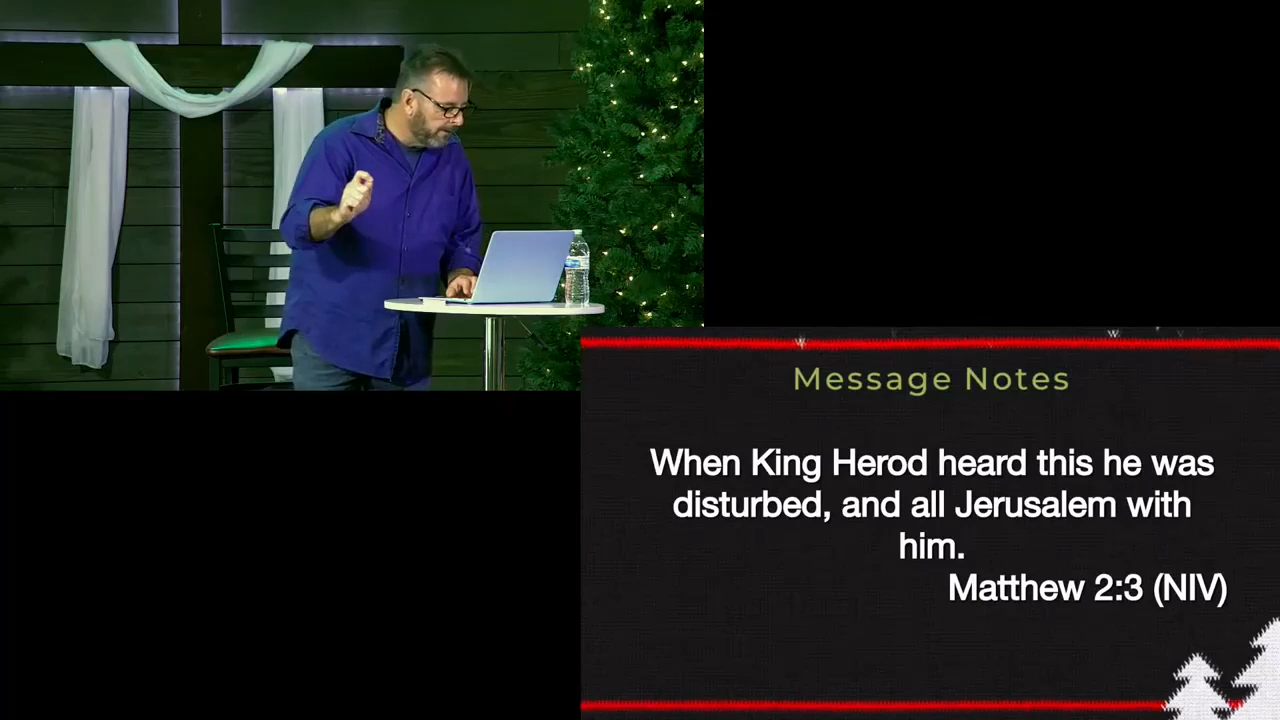 Message Notes
When King Herod heard this he was
disturbed, and all Jerusalem with
him.
Matthew 2:3 (NIV)